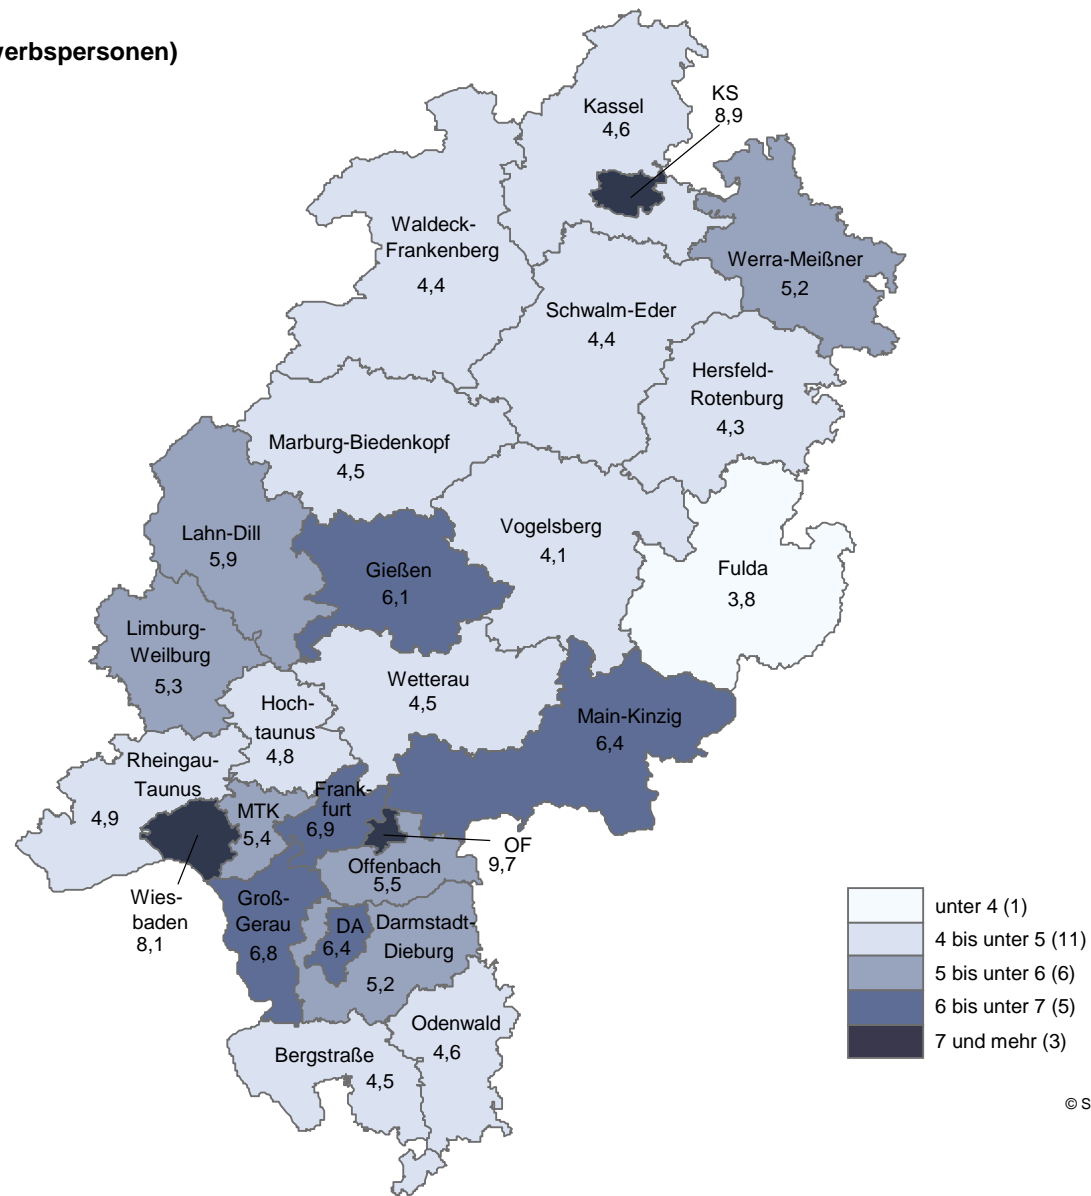 werbspersonen)
Kassel
4,6
KS
8,9
Waldeck-
Frankenberg
4,4
Werra-Meißner
5,2
Schwalm-Eder
4,4
Hersfeld-
Rotenburg
4,3
Marburg-Biedenkopf
4,5
Vogelsberg
4,1
Lahn-Dill
5,9
Gießen
6,1
Fulda
3,8
Limburg-
Weilburg
5,3
Wetterau
4,5
Hoch-
taunus
4,8
Main-Kinzig
6,4
Rheingau-
Taunus
4,9
Frank-
furt
6,9
MTK
5,4
OF
9,7
Offenbach
5,5
Wies-
baden
8,1
Groß-
Gerau
6,8
DA
6,4
Darmstadt-
Dieburg
5,2
Odenwald
4,6
Bergstraße
4,5
unter 4 (1)
4 bis unter 5 (11)
5 bis unter 6 (6)
6 bis unter 7 (5)
7 und mehr (3)
© S